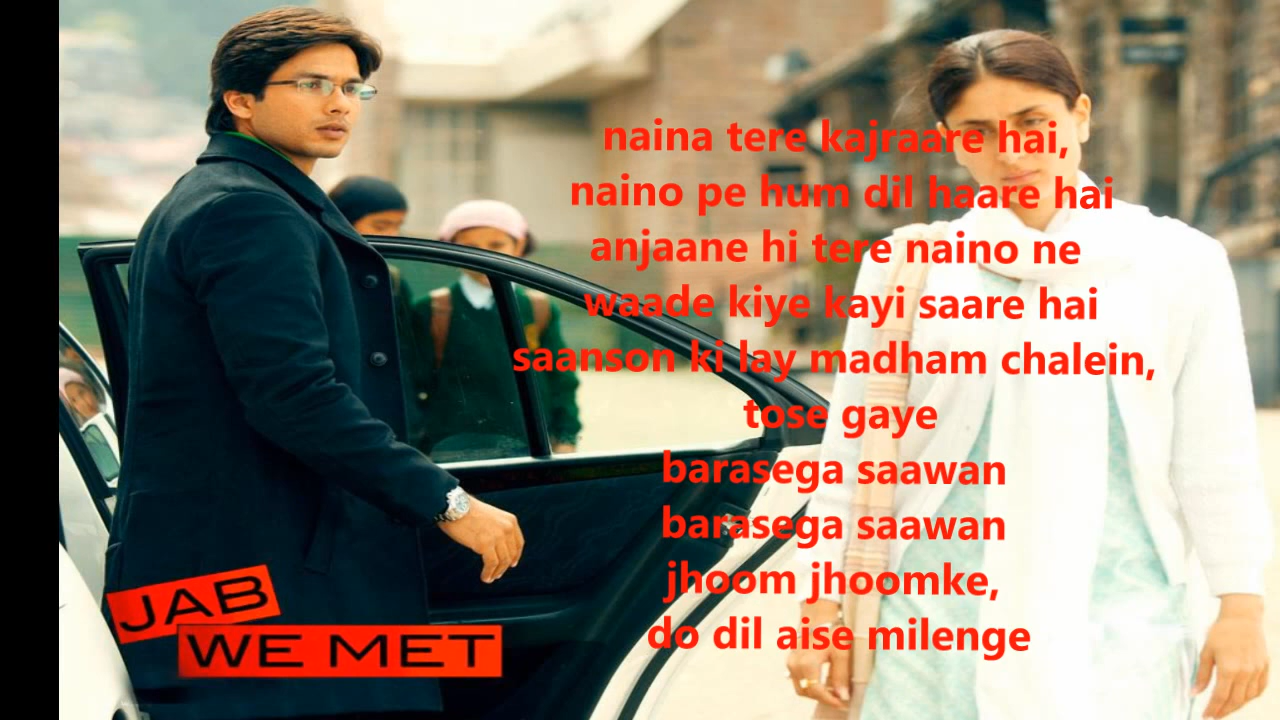 naina tere kajraare hai,
naino pe hum dil haare hai
anjaane hi tere naino ne
waade kiye kayi saare hai
saanson ki lay madham chalein,
tose gaye
barasega saawan
barasega saawan
jhoom jhoomke,
do dil aise milenge
JAB
WE MET